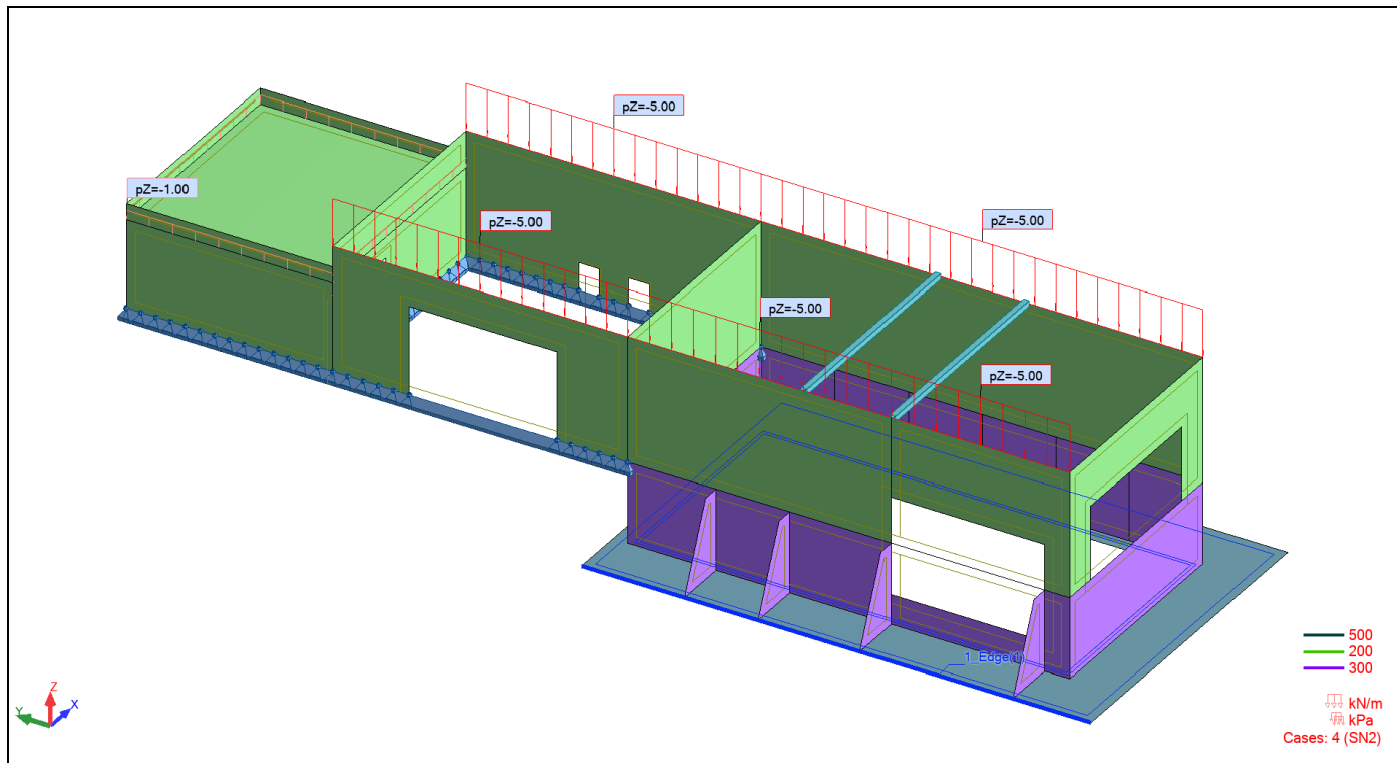 pZ=-5.00
pZ=-1.00
pZ=-5.00
pZ=-5.00
pZ=-5.00
pZ=-5.00
1_Edge(1)
500
200
300
kN/m
kPa
Cases: 4 (SN2)
Z
Y
X